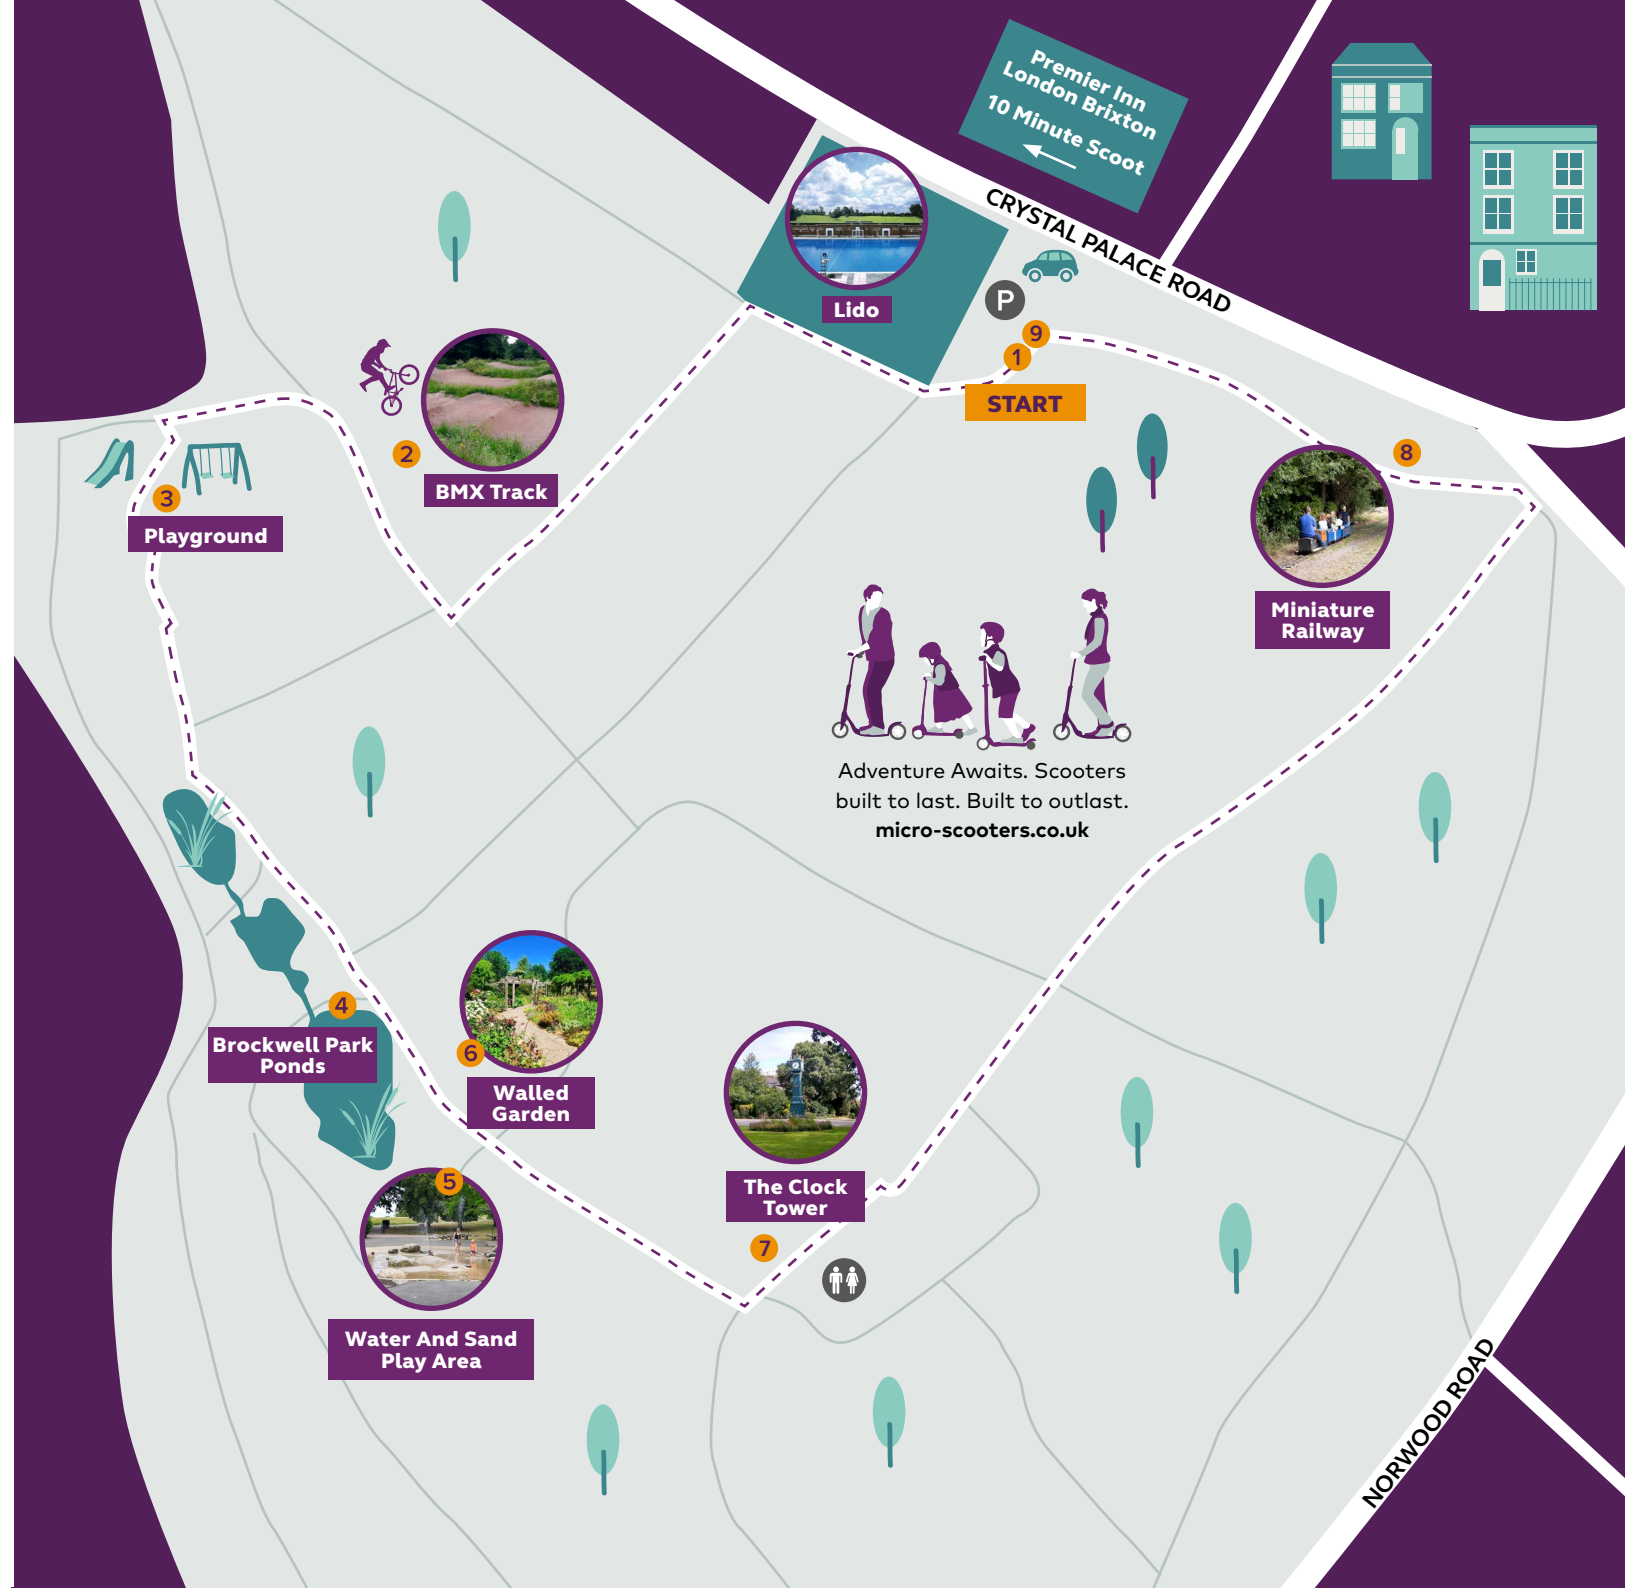 Premier Inn
London Brixton
10 Minute Scoot
CRYSTAL PALACE ROAD
Lido
P
9
1
START
2
BMX Track
8
3
Playground
Miniature
Railway
Adventure Awaits. Scooters
built to last. Built to outlast.
micro-scooters.co.uk
4
Brockwell Park
Ponds
6
Walled
Garden
5
The Clock
Tower
7
Water And Sand
Play Area
NORWOOD ROAD